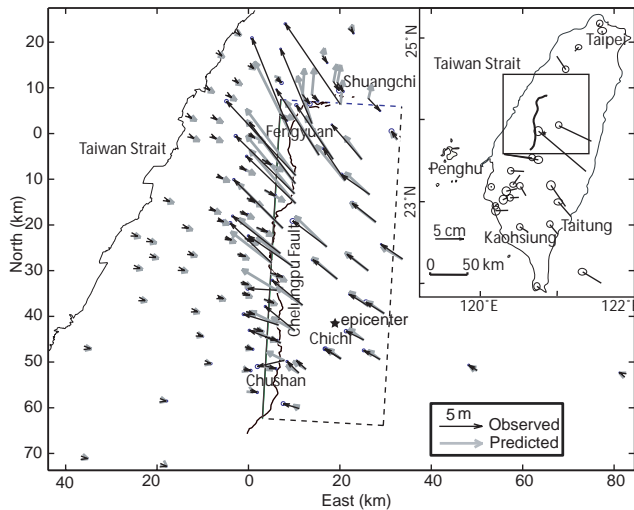 20
10
0
10
20
30
40
50
60
70
North (km)
40
20
0
20
40
60
80
East (km)
Taiwan Strait
Shuangchi
Fengyuan
Chelungpu Fault
epicenter
Chichi
Chushan
5 m
Observed
Predicted
25°N
23°N
Taipei
Taiwan Strait
Penghu
Kaohsiung
Taitung
5 cm
0 50 km
120°E
122°E